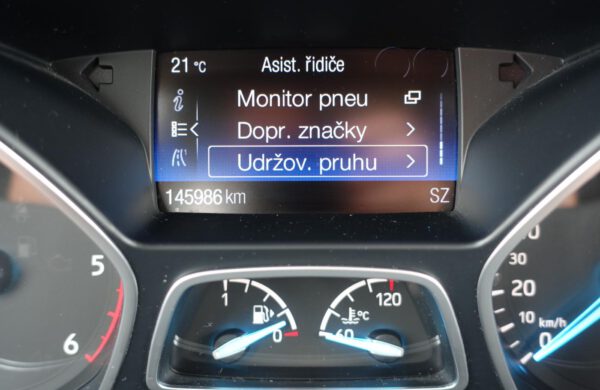 21 °C Asist. řidiče
Monitor pneu
Dopr. značky
Udržov. pruhu
145986 km SZ
5
6
1
0
120
°C
60
30
20
10
0
km/h